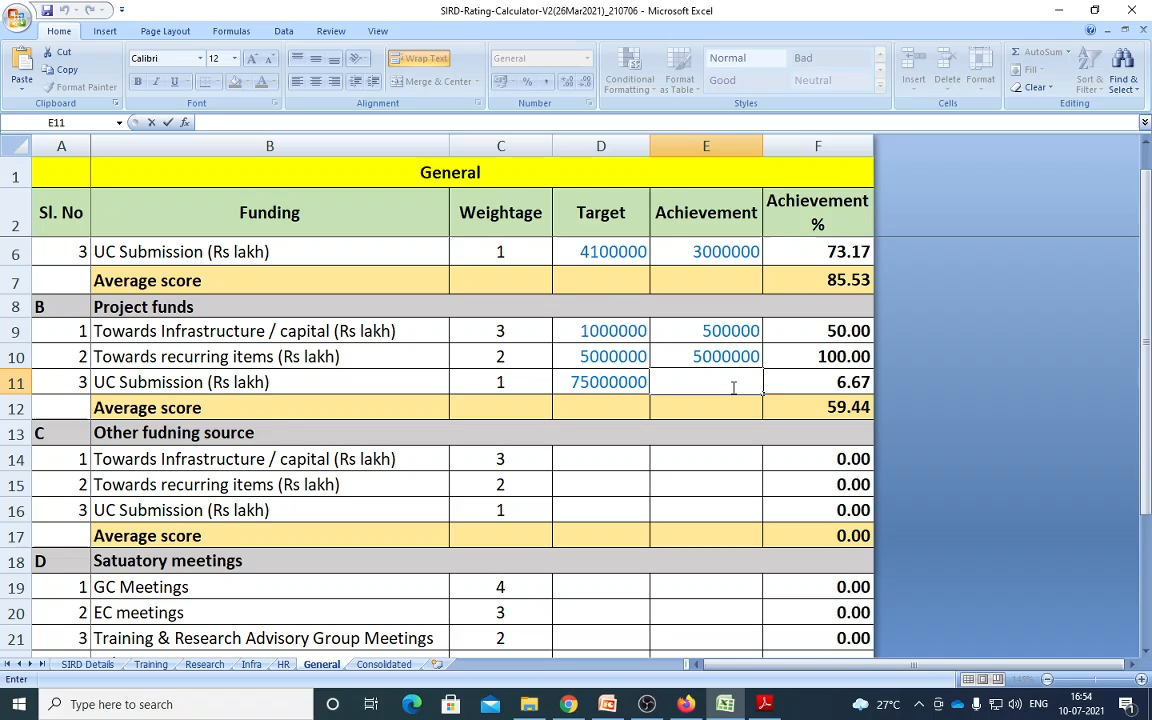 SIRD-Rating-Calculator-V2(26Mar2021)_210706 - Microsoft Excel
Home Insert Page Layout Formulas Data Review View
Paste Cut Copy Format Painter
Calibri 12 Wrap Text General
B I U Merge & Center %
Conditional Formatting Format as Table Normal Bad Good Neutral
Insert Delete Format
AutoSum Fill Clear Sort & Filter Find & Select
Clipboard Font Alignment Number Styles Cells Editing
E11 fx
A B C D E F
1 General
2 Sl. No Funding Weightage Target Achievement Achievement %
6 3 UC Submission (Rs lakh) 1 4100000 3000000 73.17
7 Average score 85.53
8 B Project funds
9 1 Towards Infrastructure / capital (Rs lakh) 3 1000000 500000 50.00
10 2 Towards recurring items (Rs lakh) 2 5000000 5000000 100.00
11 3 UC Submission (Rs lakh) 1 75000000 6.67
12 Average score 59.44
13 C Other fudning source
14 1 Towards Infrastructure / capital (Rs lakh) 3 0.00
15 2 Towards recurring items (Rs lakh) 2 0.00
16 3 UC Submission (Rs lakh) 1 0.00
17 Average score 0.00
18 D Satuatory meetings
19 1 GC Meetings 4 0.00
20 2 EC meetings 3 0.00
21 3 Training & Research Advisory Group Meetings 2 0.00
SIRD Details Training Research Infra HR General Consolidated
Enter
Type here to search 27°C ENG 16:54
10-07-2021